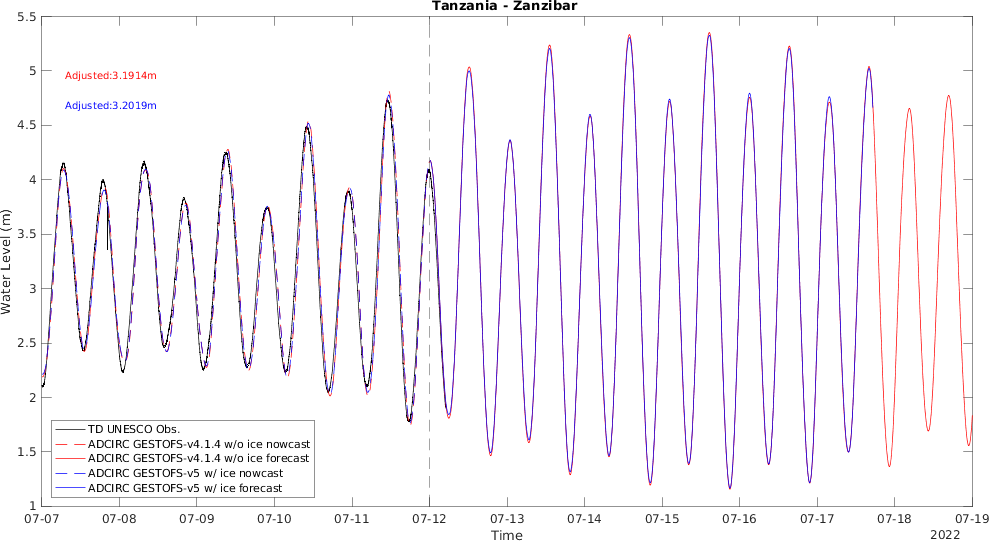 Tanzania - Zanzibar
5.5
5
4.5
4
3.5
3
2.5
2
1.5
1
Water Level (m)
Adjusted:3.1914m
Adjusted:3.2019m
TD UNESCO Obs.
ADCIRC GESTOFS-v4.1.4 w/o ice nowcast
ADCIRC GESTOFS-v4.1.4 w/o ice forecast
ADCIRC GESTOFS-v5 w/ ice nowcast
ADCIRC GESTOFS-v5 w/ ice forecast
07-07 07-08 07-09 07-10 07-11 07-12 07-13 07-14 07-15 07-16 07-17 07-18 07-19
Time
2022